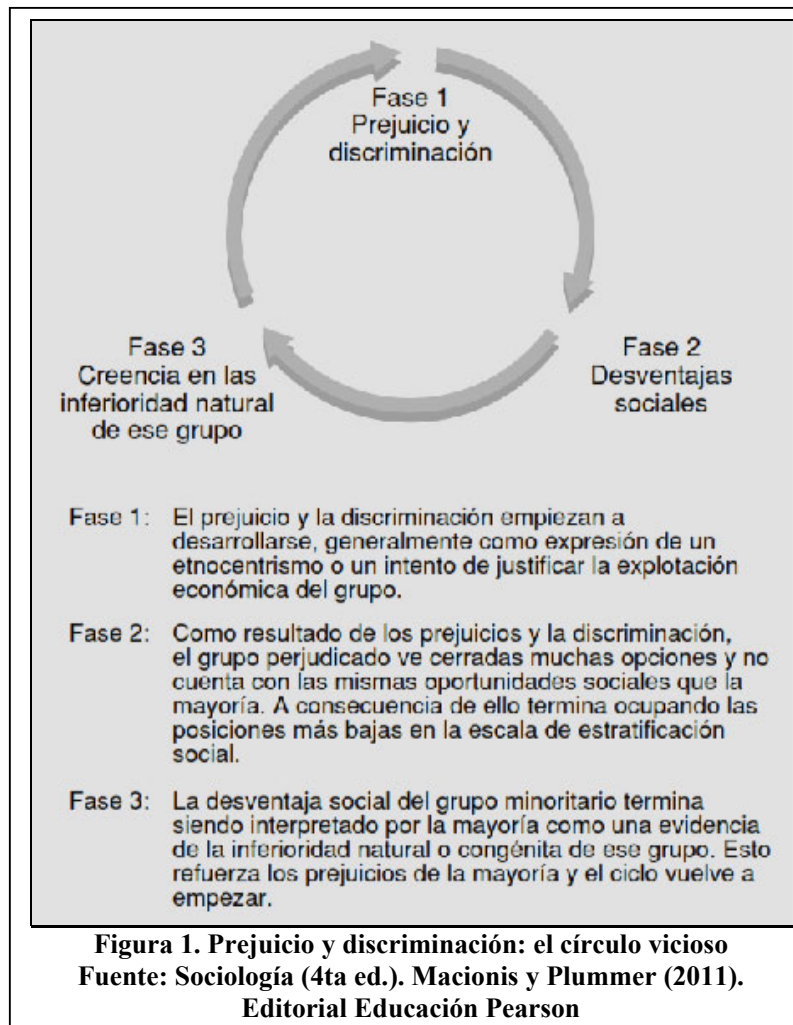 Fase 1
Prejuicio y
discriminación
Fase 3
Creencia en las
inferioridad natural
de ese grupo
Fase 2
Desventajas
sociales
Fase 1: El prejuicio y la discriminación empiezan a
desarrollarse, generalmente como expresión de un
etnocentrismo o un intento de justificar la explotación
económica del grupo.
Fase 2: Como resultado de los prejuicios y la discriminación,
el grupo perjudicado ve cerradas muchas opciones y no
cuenta con las mismas oportunidades sociales que la
mayoría. A consecuencia de ello termina ocupando las
posiciones más bajas en la escala de estratificación
social.
Fase 3: La desventaja social del grupo minoritario termina
siendo interpretado por la mayoría como una evidencia
de la inferioridad natural o congénita de ese grupo. Esto
refuerza los prejuicios de la mayoría y el ciclo vuelve a
empezar.
Figura 1. Prejuicio y discriminación: el círculo vicioso
Fuente: Sociología (4ta ed.). Macionis y Plummer (2011).
Editorial Educación Pearson